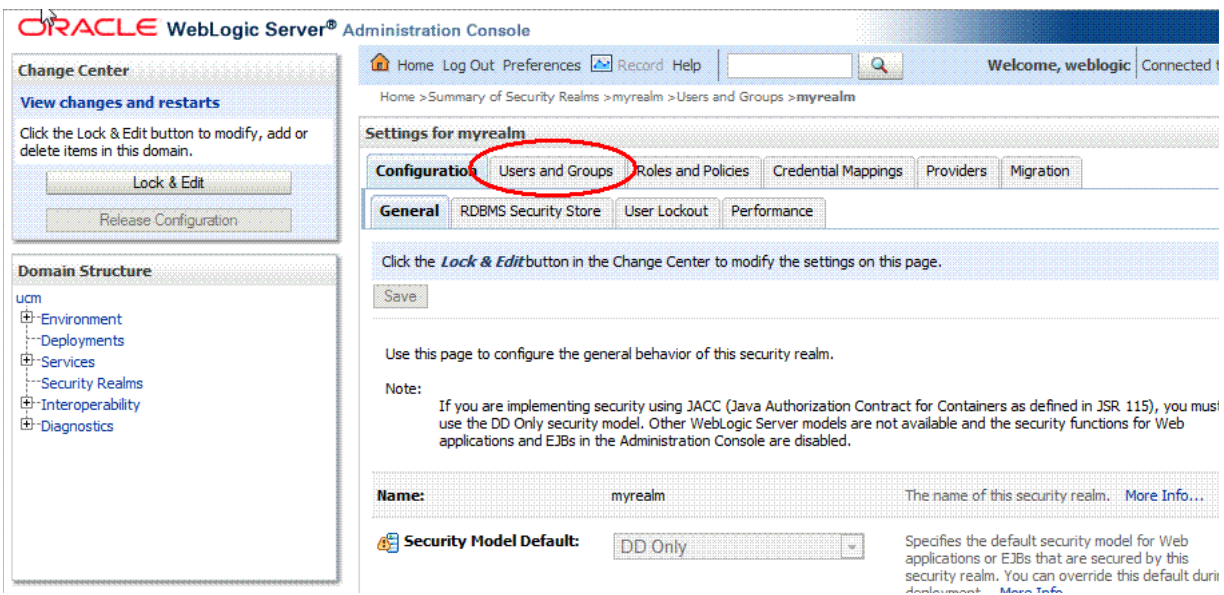 ORACLE WebLogic Server® Administration Console
Change Center
View changes and restarts
Click the Lock & Edit button to modify, add or
delete items in this domain.
Lock & Edit
Release Configuration
Domain Structure
ucm
Environment
Deployments
Services
Security Realms
Interoperability
Diagnostics
Home Log Out Preferences Record Help
Welcome, weblogic Connected t
Home >Summary of Security Realms >myrealm >Users and Groups >myrealm
Settings for myrealm
Configuration Users and Groups Roles and Policies Credential Mappings Providers Migration
General RDBMS Security Store User Lockout Performance
Click the Lock & Edit button in the Change Center to modify the settings on this page.
Save
Use this page to configure the general behavior of this security realm.
Note:
If you are implementing security using JACC (Java Authorization Contract for Containers as defined in JSR 115), you must
use the DD Only security model. Other WebLogic Server models are not available and the security functions for Web
applications and EJBs in the Administration Console are disabled.
Name: myrealm The name of this security realm. More Info...
Security Model Default: DD Only Specifies the default security model for Web
applications or EJBs that are secured by this
security realm. You can override this default durin
deployment. More Info